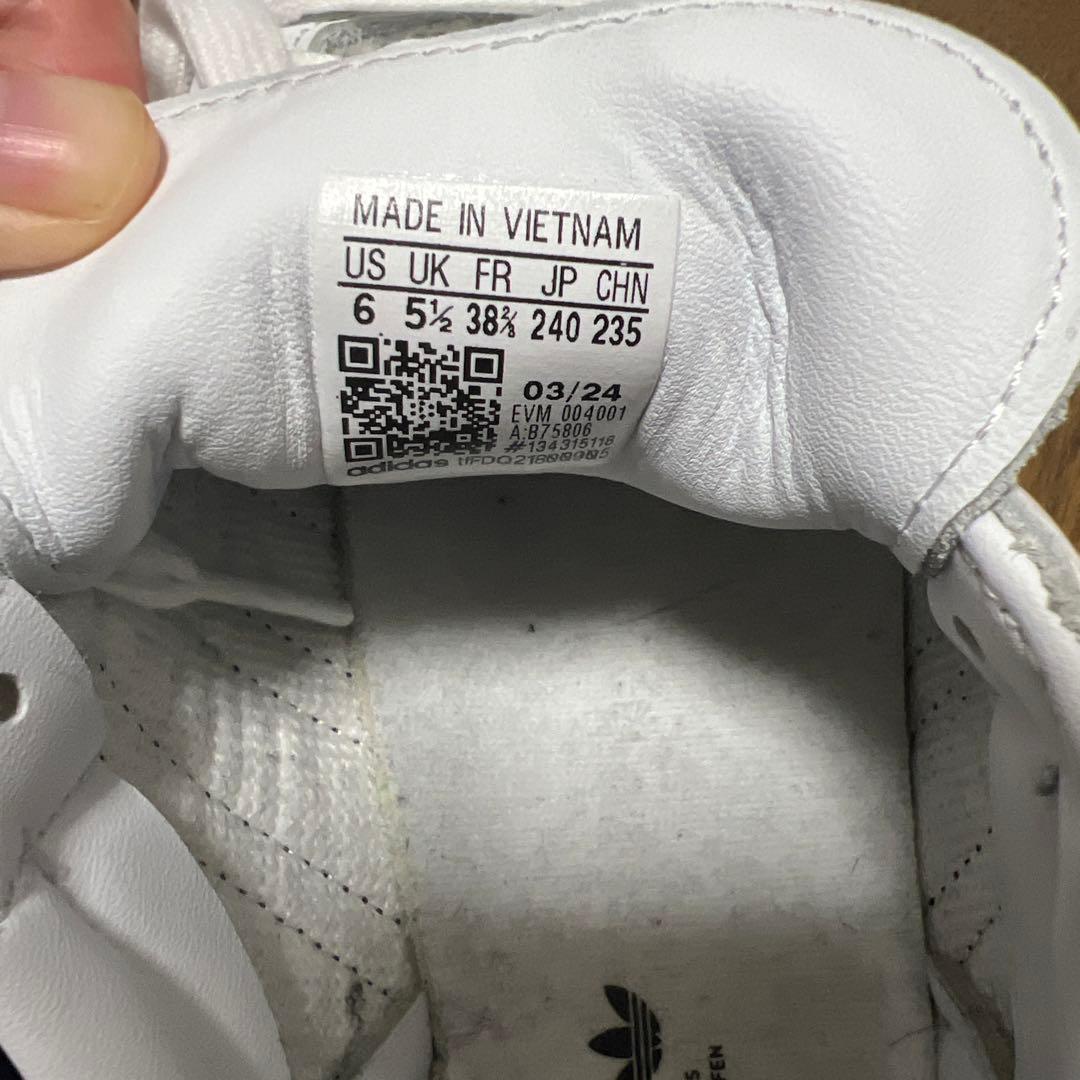 MADE IN VIETNAM
US UK FR JP CHN
6 5½ 38⅔ 240 235
03/24
EVM 004001
A:B75806
#134315118
adidas